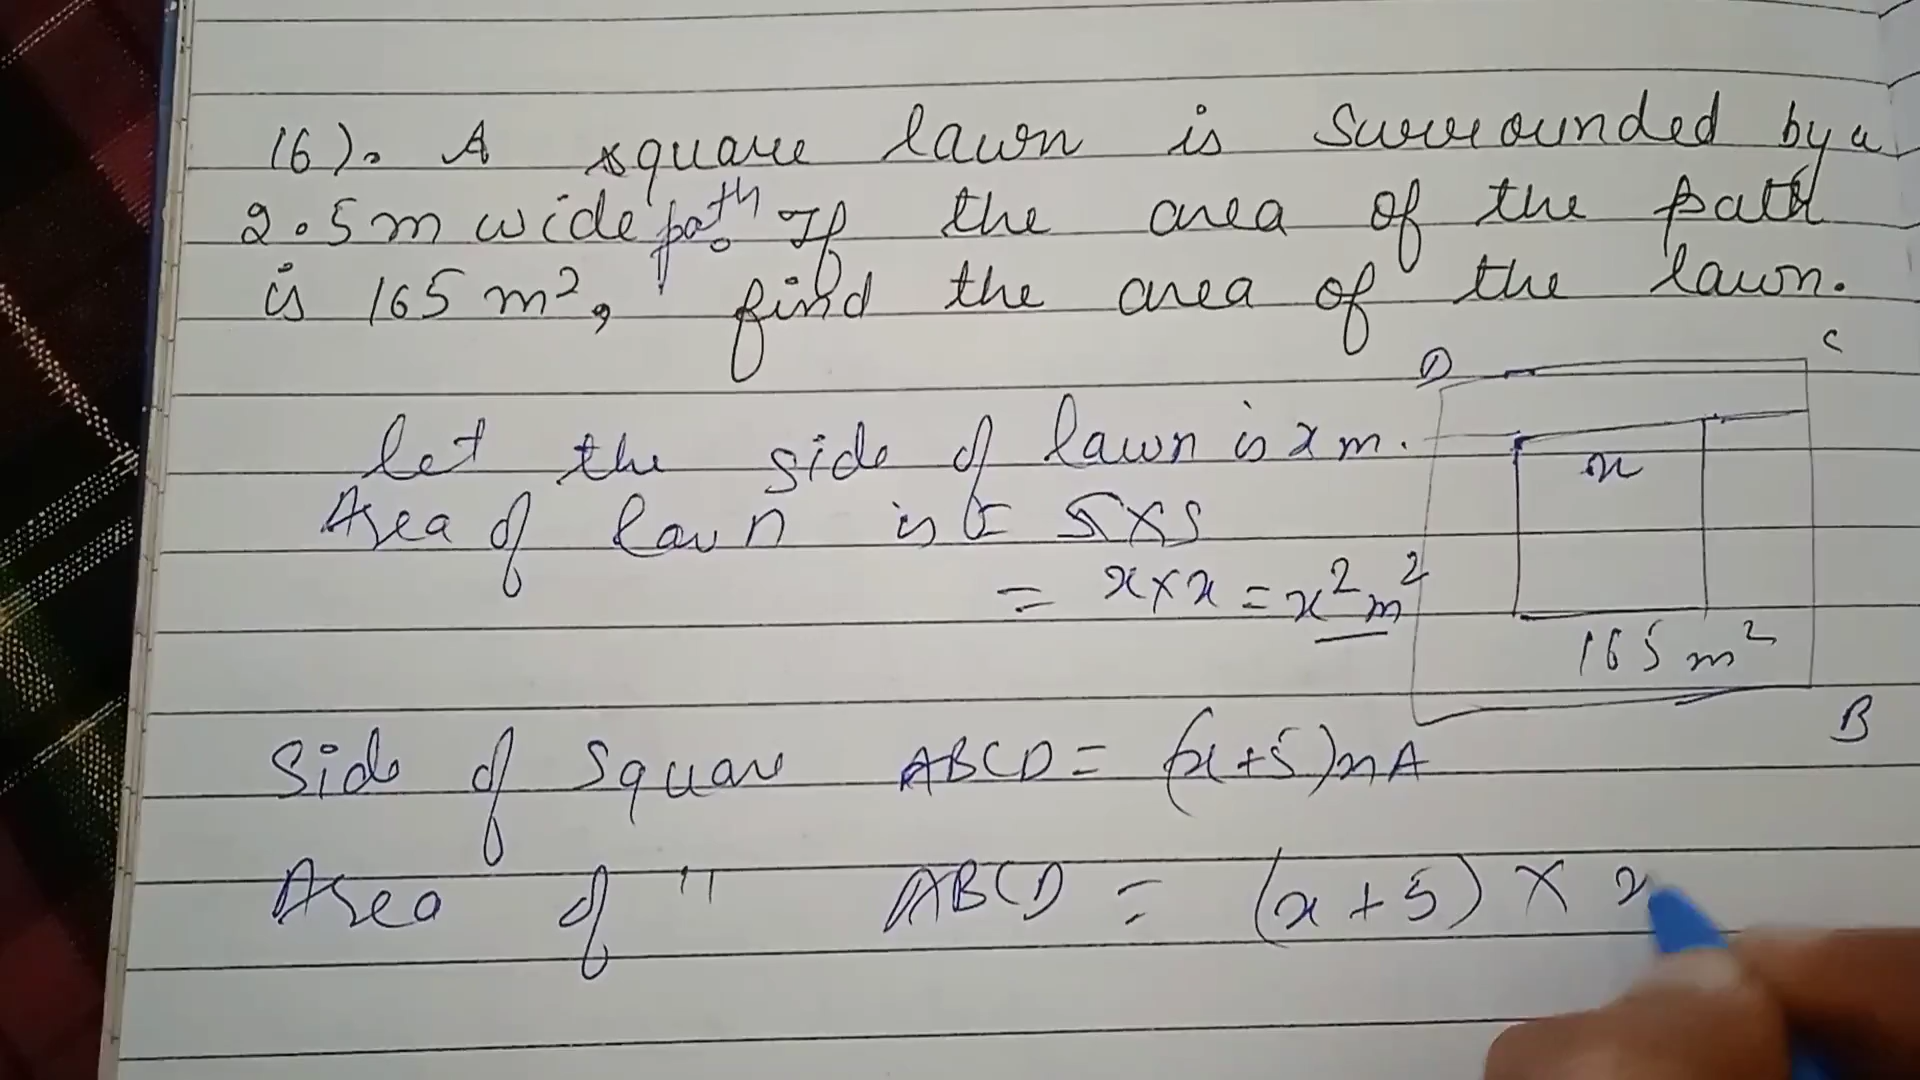 16). A square lawn is surrounded by a
2.5m wide path. If the area of the path
is 165 m², find the area of the lawn.
D C
let the side of lawn is x m.
x
Area of lawn is = S×S
= x×x = x² m²
165 m²
B
Side of Square ABCD = (x+5)m A
Area of " ABCD = (x+5) × x